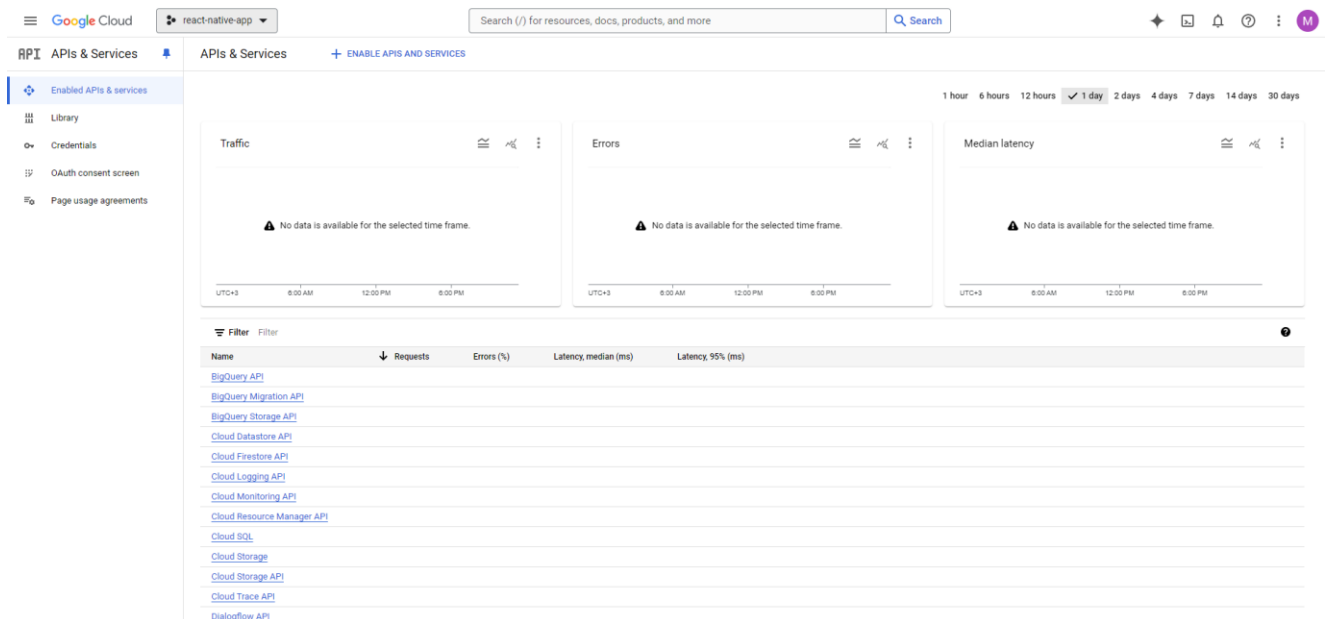 Google Cloud
react-native-app
Search (/) for resources, docs, products, and more
Search
M
API APIs & Services
APIs & Services
ENABLE APIS AND SERVICES
Enabled APIs & services
Library
Credentials
OAuth consent screen
Page usage agreements
1 hour 6 hours 12 hours 1 day 2 days 4 days 7 days 14 days 30 days
Traffic
No data is available for the selected time frame.
UTC+3 6:00 AM 12:00 PM 6:00 PM
Errors
No data is available for the selected time frame.
UTC+3 6:00 AM 12:00 PM 6:00 PM
Median latency
No data is available for the selected time frame.
UTC+3 6:00 AM 12:00 PM 6:00 PM
Filter Filter
Name Requests Errors (%) Latency, median (ms) Latency, 95% (ms)
BigQuery API
BigQuery Migration API
BigQuery Storage API
Cloud Datastore API
Cloud Firestore API
Cloud Logging API
Cloud Monitoring API
Cloud Resource Manager API
Cloud SQL
Cloud Storage
Cloud Storage API
Cloud Trace API
Dialogflow API